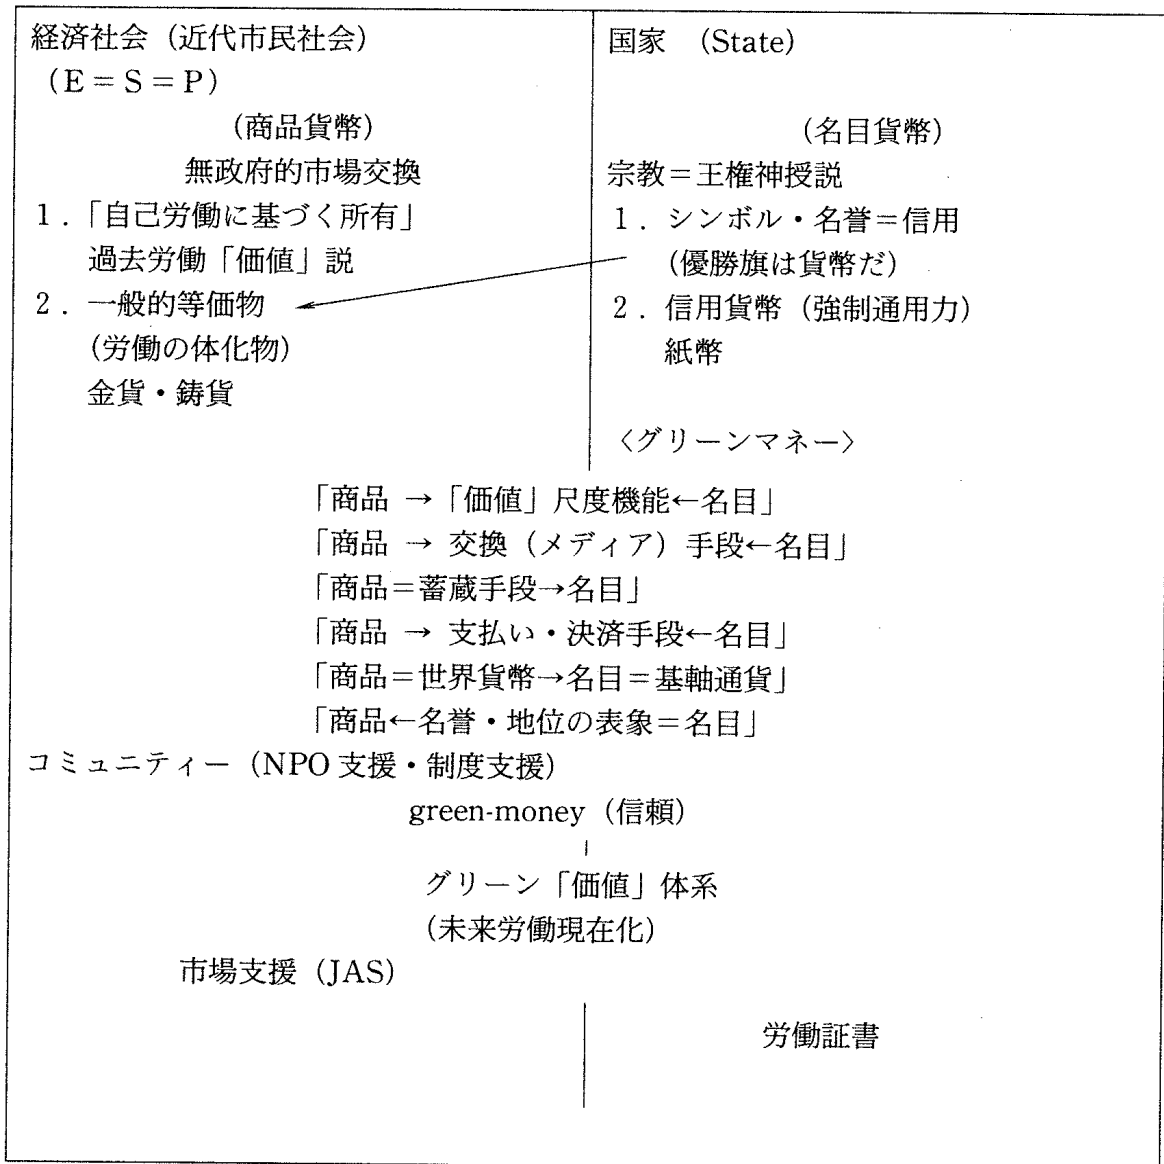 経済社会（近代市民社会）
（E＝S＝P）
（商品貨幣）
無政府的市場交換
1．「自己労働に基づく所有」
過去労働「価値」説
2．一般的等価物
（労働の体化物）
金貨・鋳貨
国家　（State）
（名目貨幣）
宗教＝王権神授説
1．シンボル・名誉＝信用
（優勝旗は貨幣だ）
2．信用貨幣（強制通用力）
紙幣
〈グリーンマネー〉
「商品 → 「価値」尺度機能←名目」
「商品 → 交換（メディア）手段←名目」
「商品＝蓄蔵手段→名目」
「商品 → 支払い・決済手段←名目」
「商品＝世界貨幣→名目＝基軸通貨」
「商品←名誉・地位の表象＝名目」
コミュニティー（NPO 支援・制度支援）
green-money（信頼）
グリーン「価値」体系
（未来労働現在化）
市場支援（JAS）
労働証書